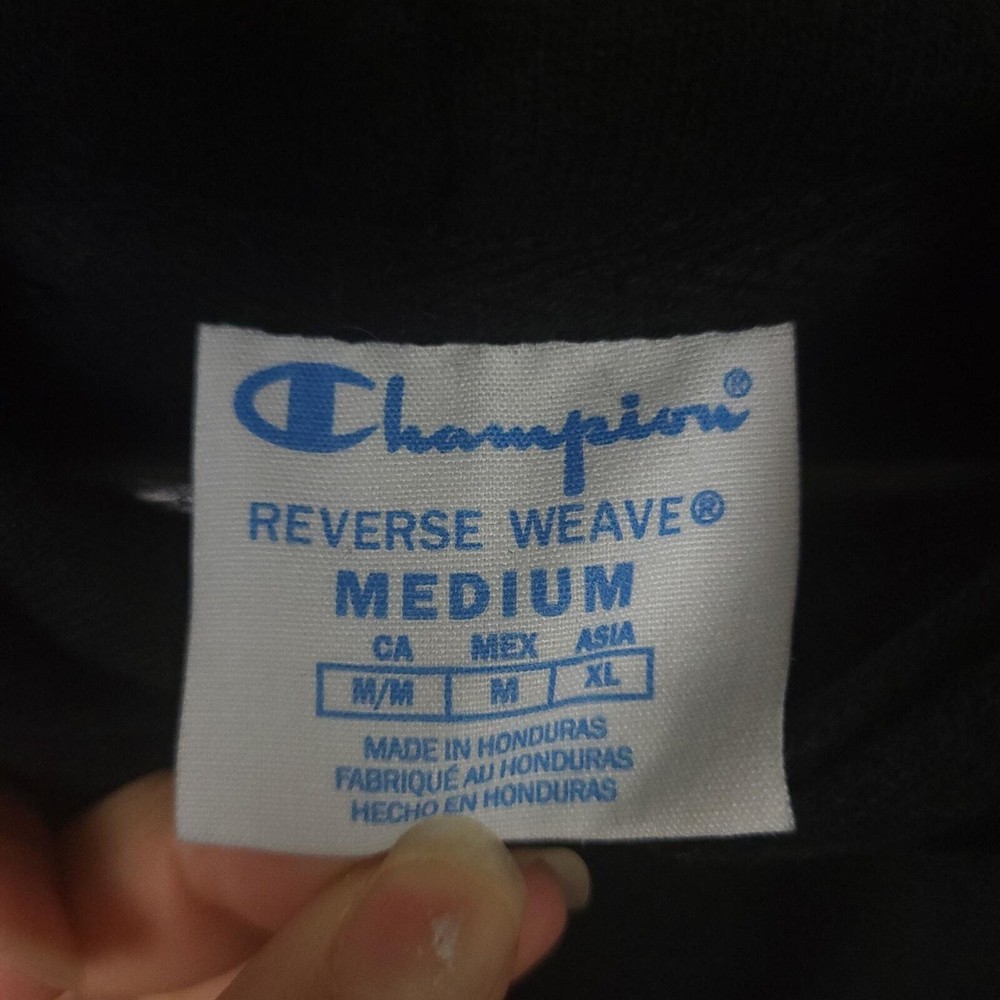 Champion®
REVERSE WEAVE®
MEDIUM
CA MEX ASIA
M/M M XL
MADE IN HONDURAS
FABRIQUÉ AU HONDURAS
HECHO EN HONDURAS